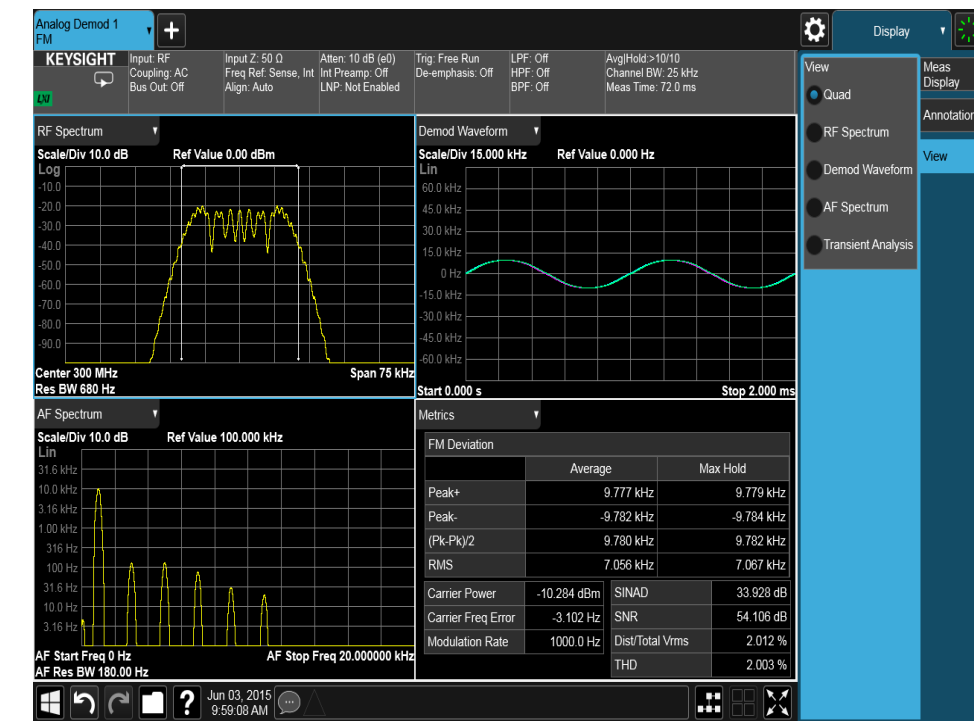 Analog Demod 1
FM
+
Display
KEYSIGHT
LXI
Input: RF
Coupling: AC
Bus Out: Off
Input Z: 50 Ω
Freq Ref: Sense, Int
Align: Auto
Atten: 10 dB (e0)
Int Preamp: Off
LNP: Not Enabled
Trig: Free Run
De-emphasis: Off
LPF: Off
HPF: Off
BPF: Off
Avg|Hold:>10/10
Channel BW: 25 kHz
Meas Time: 72.0 ms
View
Quad
RF Spectrum
Demod Waveform
AF Spectrum
Transient Analysis
Meas
Display
Annotation
View
RF Spectrum
Scale/Div 10.0 dB Ref Value 0.00 dBm
Log
-10.0
-20.0
-30.0
-40.0
-50.0
-60.0
-70.0
-80.0
-90.0
Center 300 MHz Span 75 kHz
Res BW 680 Hz
Demod Waveform
Scale/Div 15.000 kHz Ref Value 0.000 Hz
Lin
60.0 kHz
45.0 kHz
30.0 kHz
15.0 kHz
0 Hz
-15.0 kHz
-30.0 kHz
-45.0 kHz
-60.0 kHz
Start 0.000 s Stop 2.000 ms
AF Spectrum
Scale/Div 10.0 dB Ref Value 100.000 kHz
Lin
31.6 kHz
10.0 kHz
3.16 kHz
1.00 kHz
316 Hz
100 Hz
31.6 Hz
10.0 Hz
3.16 Hz
AF Start Freq 0 Hz AF Stop Freq 20.000000 kHz
AF Res BW 180.00 Hz
Metrics
FM Deviation
Average Max Hold
Peak+ 9.777 kHz 9.779 kHz
Peak- -9.782 kHz -9.784 kHz
(Pk-Pk)/2 9.780 kHz 9.782 kHz
RMS 7.056 kHz 7.067 kHz
Carrier Power -10.284 dBm SINAD 33.928 dB
Carrier Freq Error -3.102 Hz SNR 54.106 dB
Modulation Rate 1000.0 Hz Dist/Total Vrms 2.012 %
THD 2.003 %
?
Jun 03, 2015
9:59:08 AM